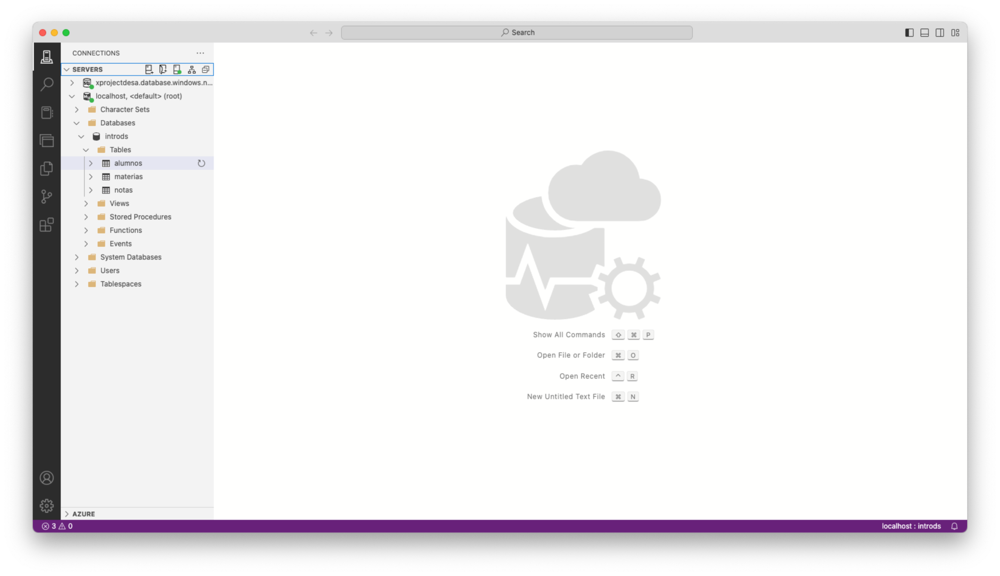 Search
CONNECTIONS
SERVERS
xprojectdesa.database.windows.n...
localhost, <default> (root)
Character Sets
Databases
introds
Tables
alumnos
materias
notas
Views
Stored Procedures
Functions
Events
System Databases
Users
Tablespaces
Show All Commands ⇧ ⌘ P
Open File or Folder ⌘ O
Open Recent ^ R
New Untitled Text File ⌘ N
AZURE
3 0
localhost : introds